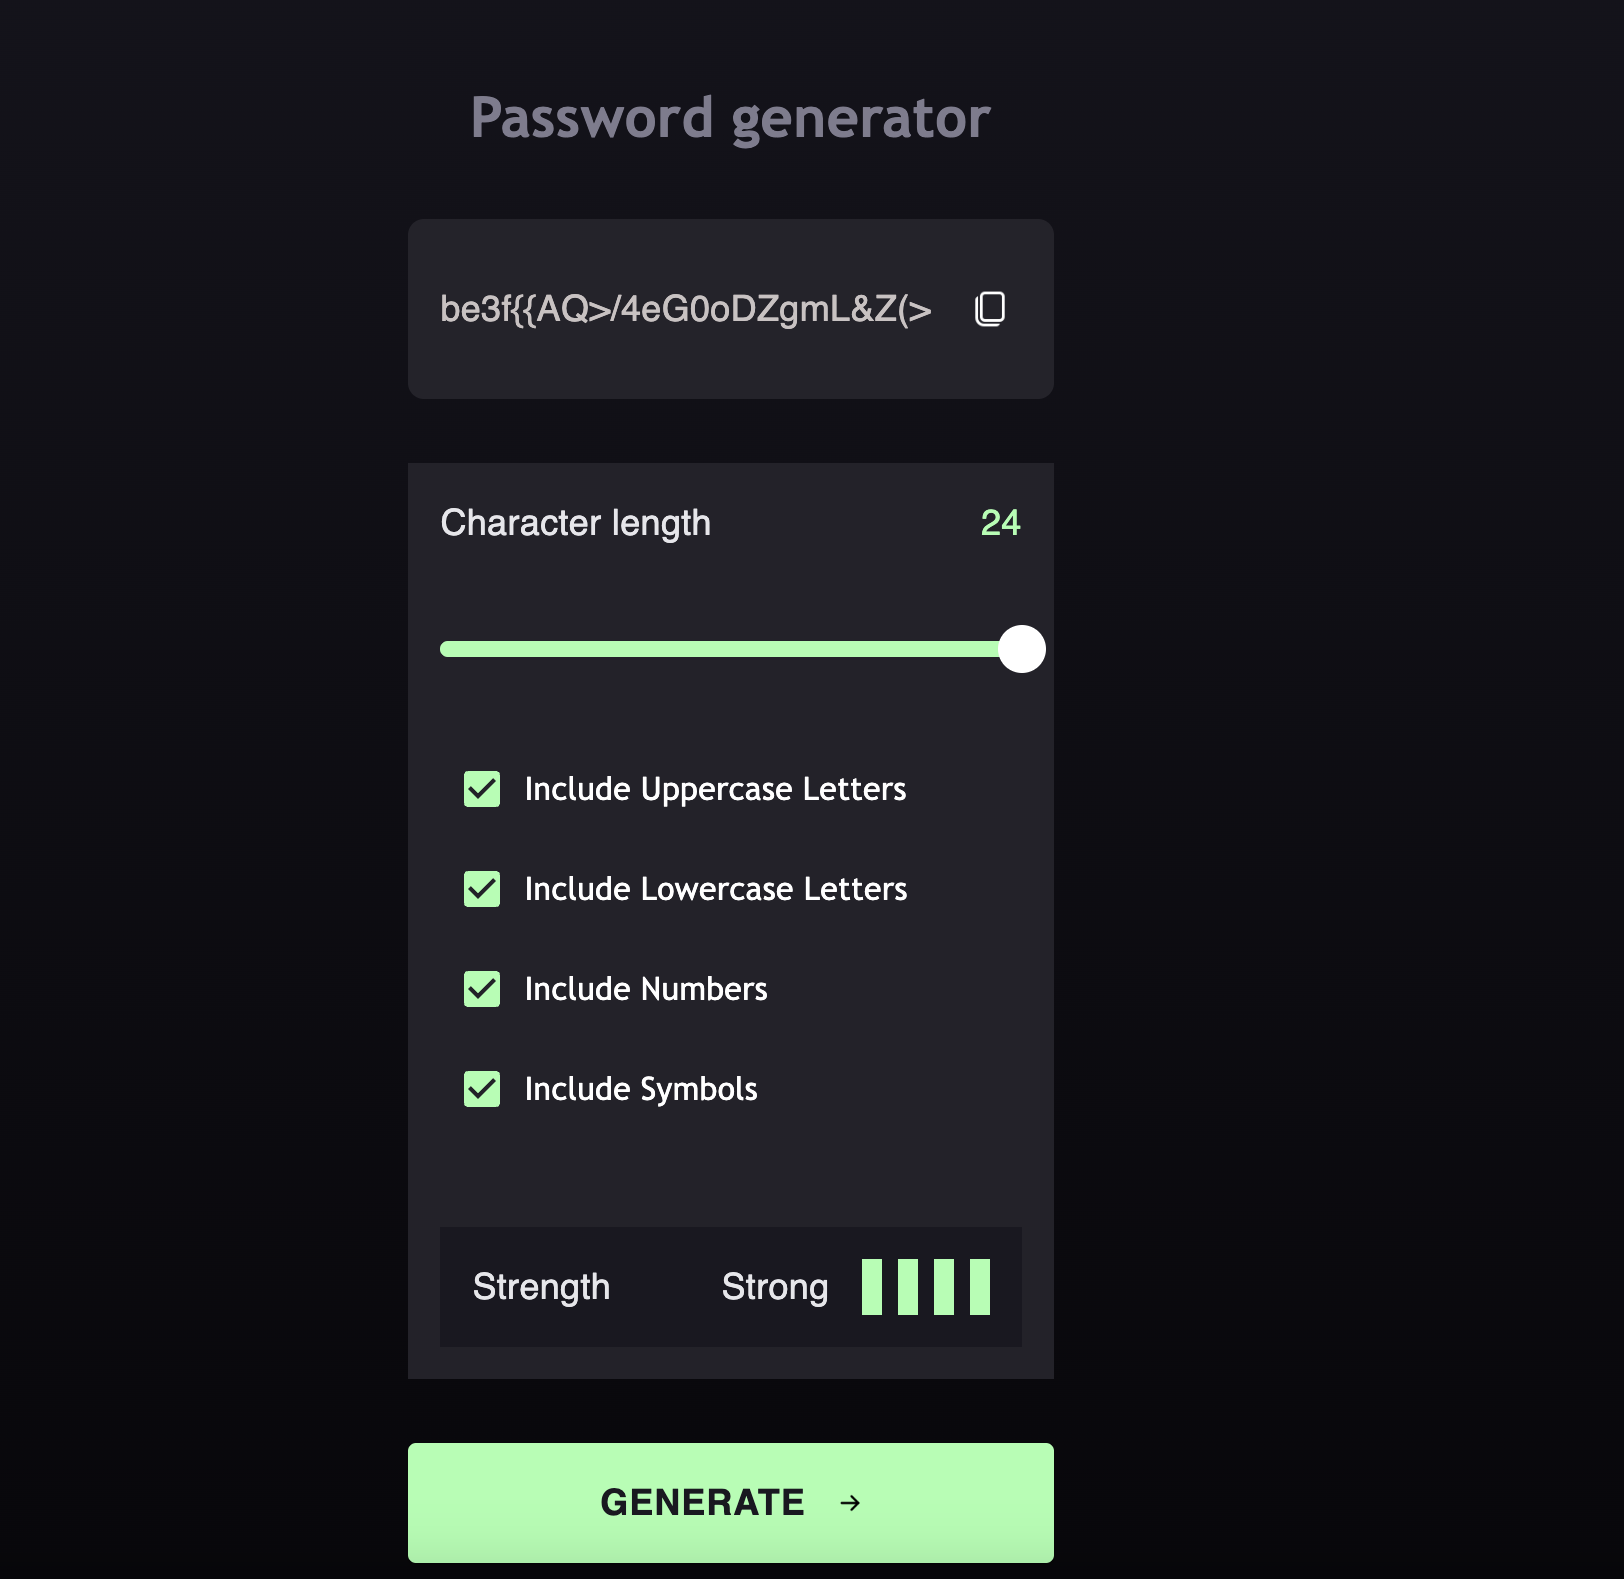 Password generator
be3f{{AQ>/4eG0oDZgmL&Z(>
Character length 24
Include Uppercase Letters
Include Lowercase Letters
Include Numbers
Include Symbols
Strength Strong
GENERATE →